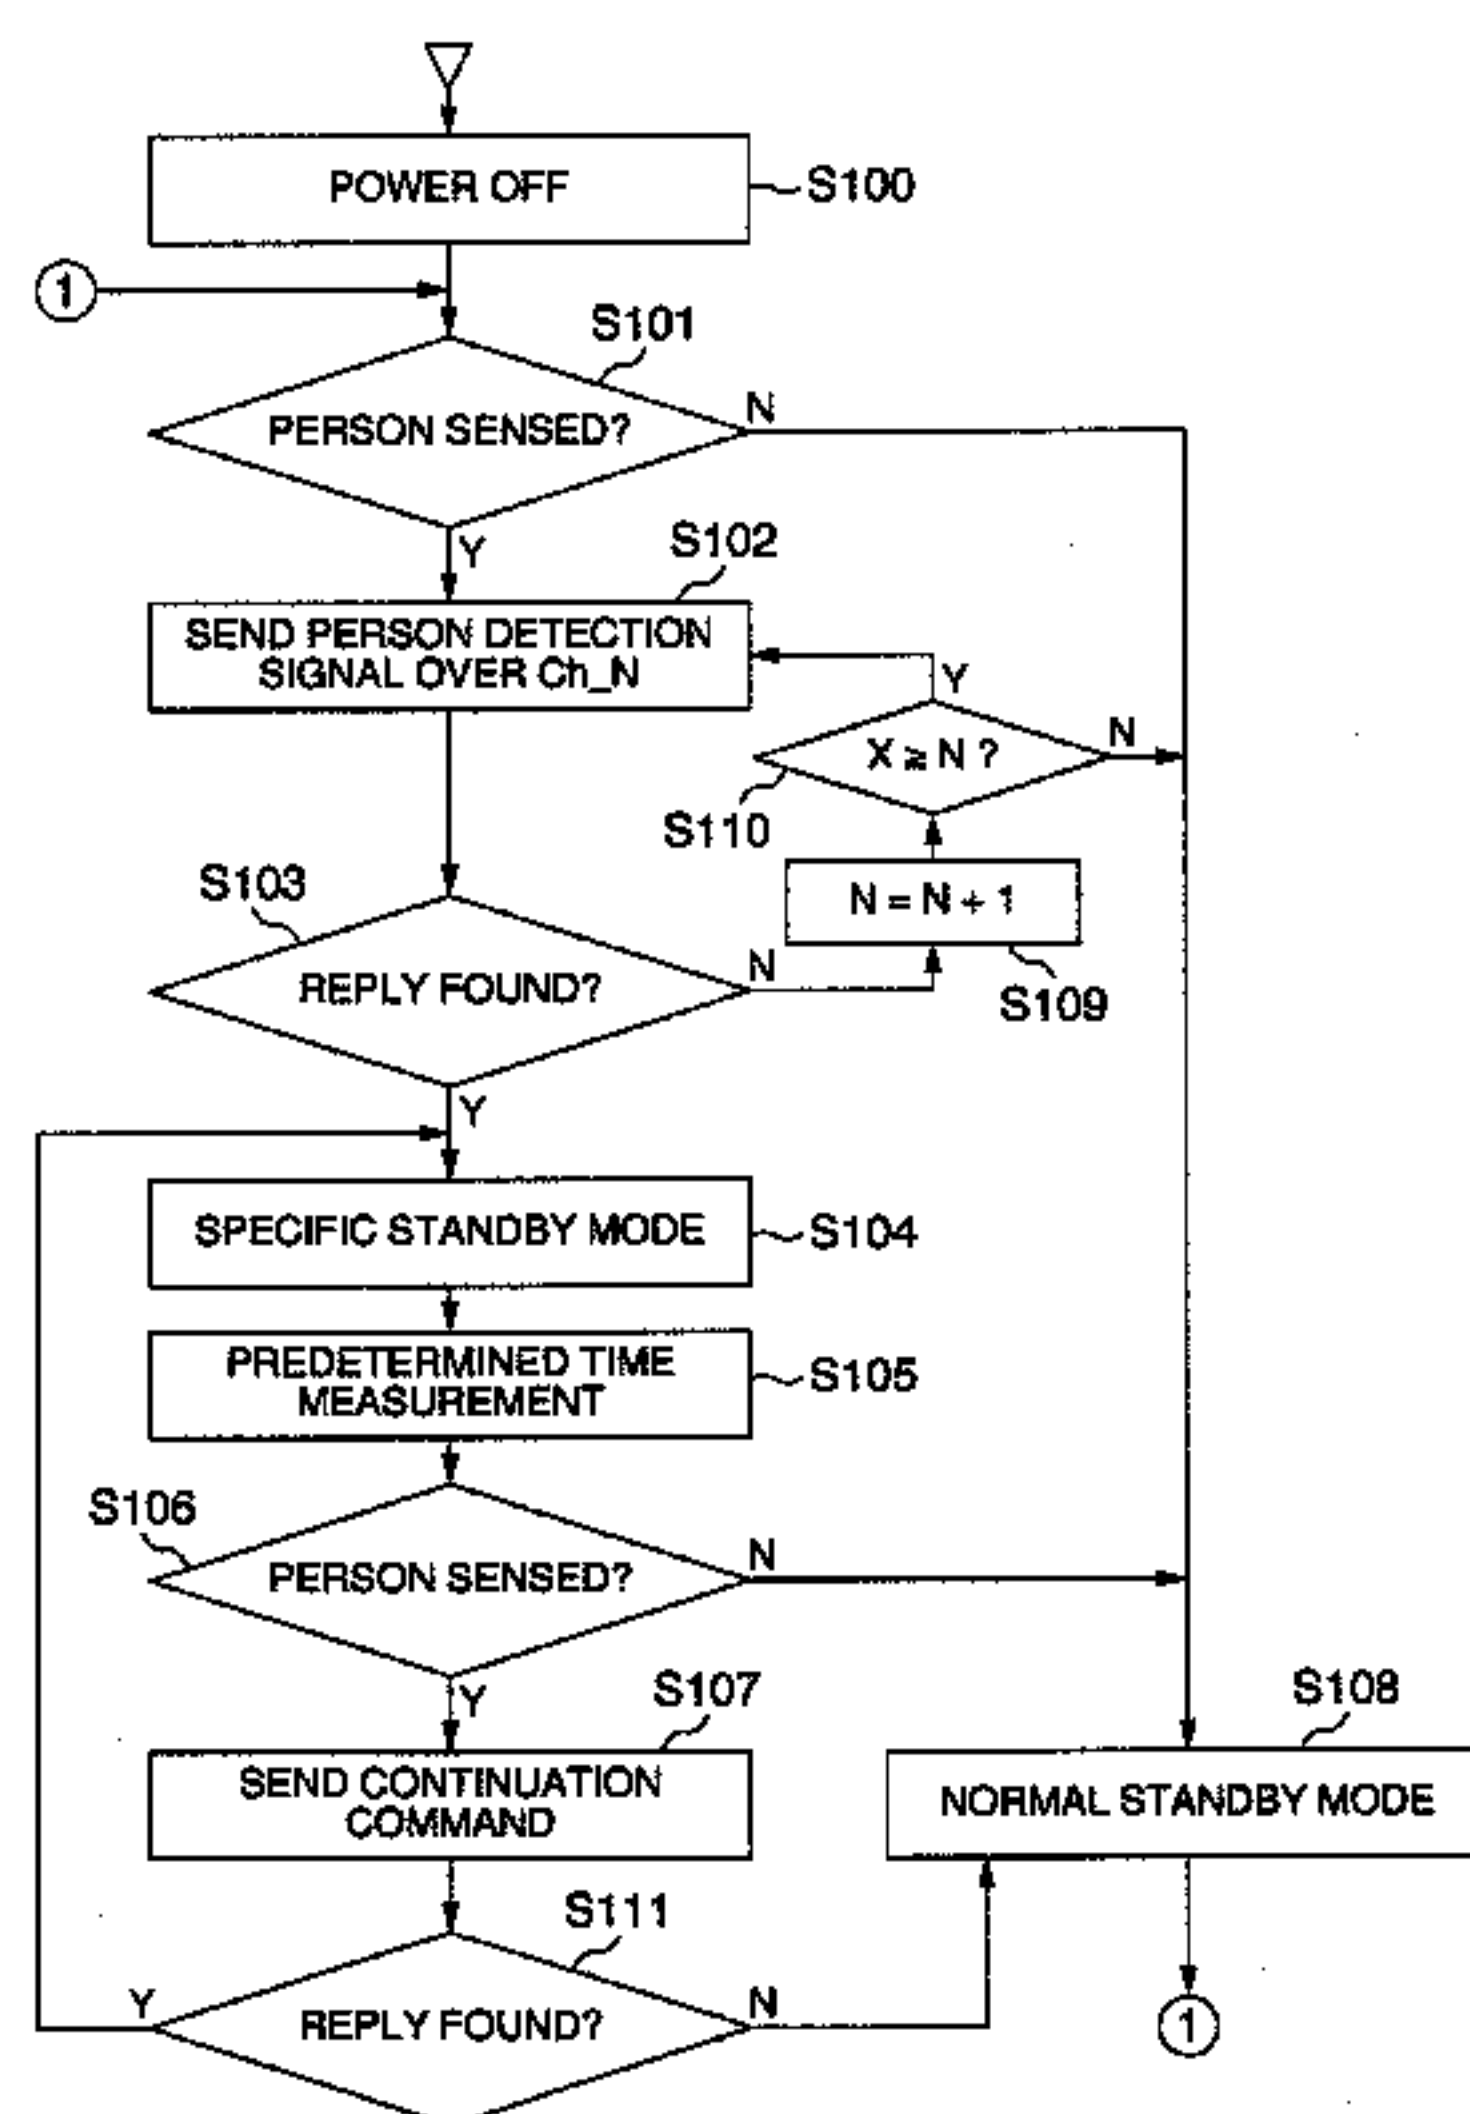 POWER OFF
S100
1
S101
PERSON SENSED?
N
Y
S102
SEND PERSON DETECTION
SIGNAL OVER Ch_N
Y
X ≧ N ?
N
S110
S103
N = N + 1
REPLY FOUND?
N
S109
Y
SPECIFIC STANDBY MODE
S104
PREDETERMINED TIME
MEASUREMENT
S105
S106
PERSON SENSED?
N
Y
S107
S108
SEND CONTINUATION
COMMAND
NORMAL STANDBY MODE
S111
Y
REPLY FOUND?
N
1